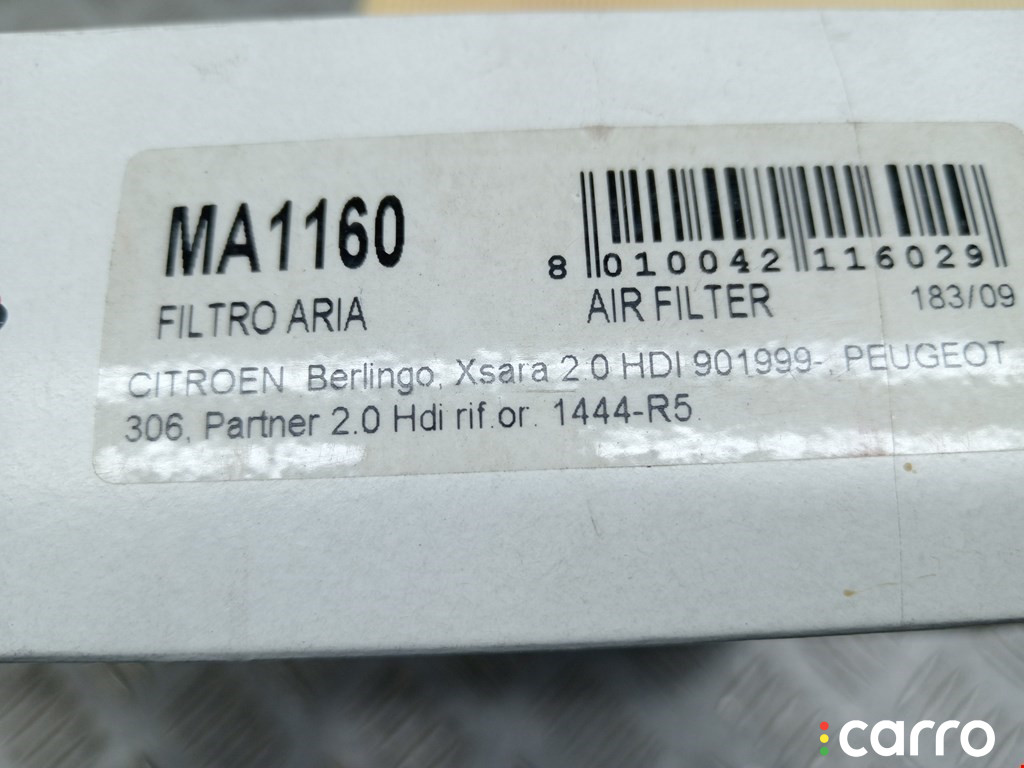 MA1160
8 010042 116029
FILTRO ARIA
AIR FILTER
183/09
CITROEN Berlingo, Xsara 2.0 HDI 901999-, PEUGEOT
306, Partner 2.0 Hdi rif.or. 1444-R5
carro